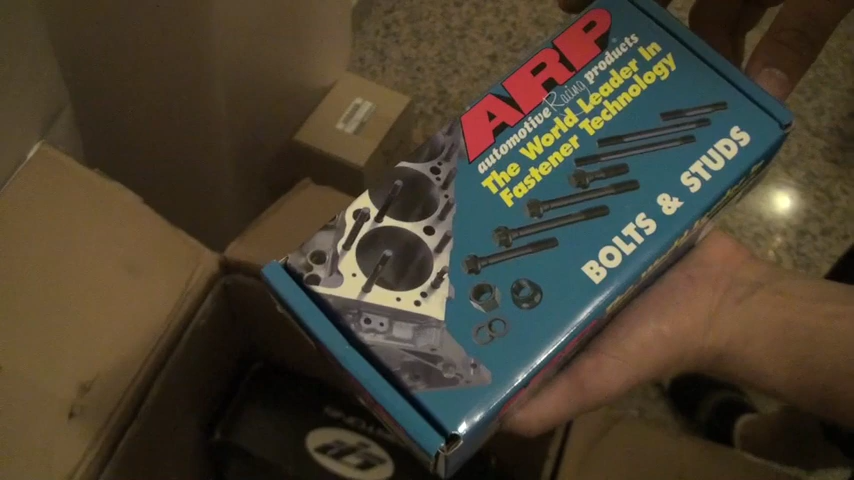 ARP
automotive Racing products
The World Leader In
Fastener Technology
BOLTS & STUDS